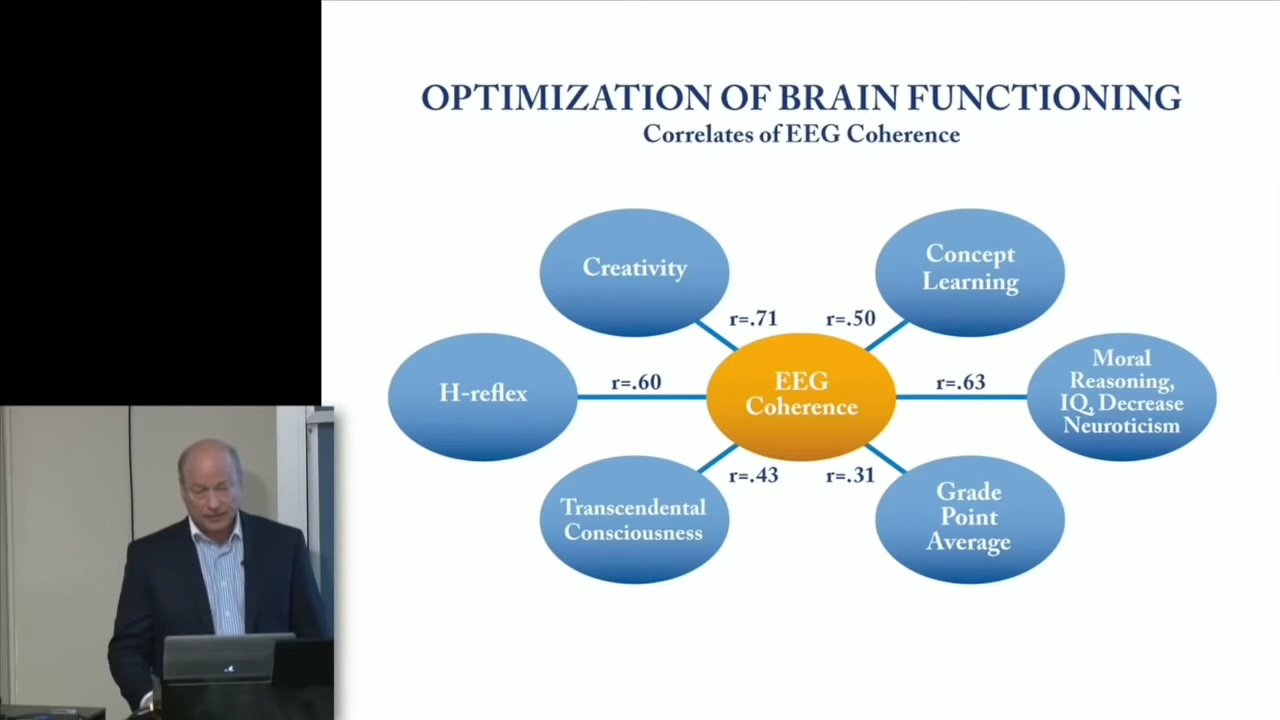 OPTIMIZATION OF BRAIN FUNCTIONING
Correlates of EEG Coherence
Creativity
Concept
Learning
r=.71
r=.50
H-reflex
r=.60
EEG
Coherence
r=.63
Moral
Reasoning,
IQ, Decrease
Neuroticism
r=.43
r=.31
Transcendental
Consciousness
Grade
Point
Average